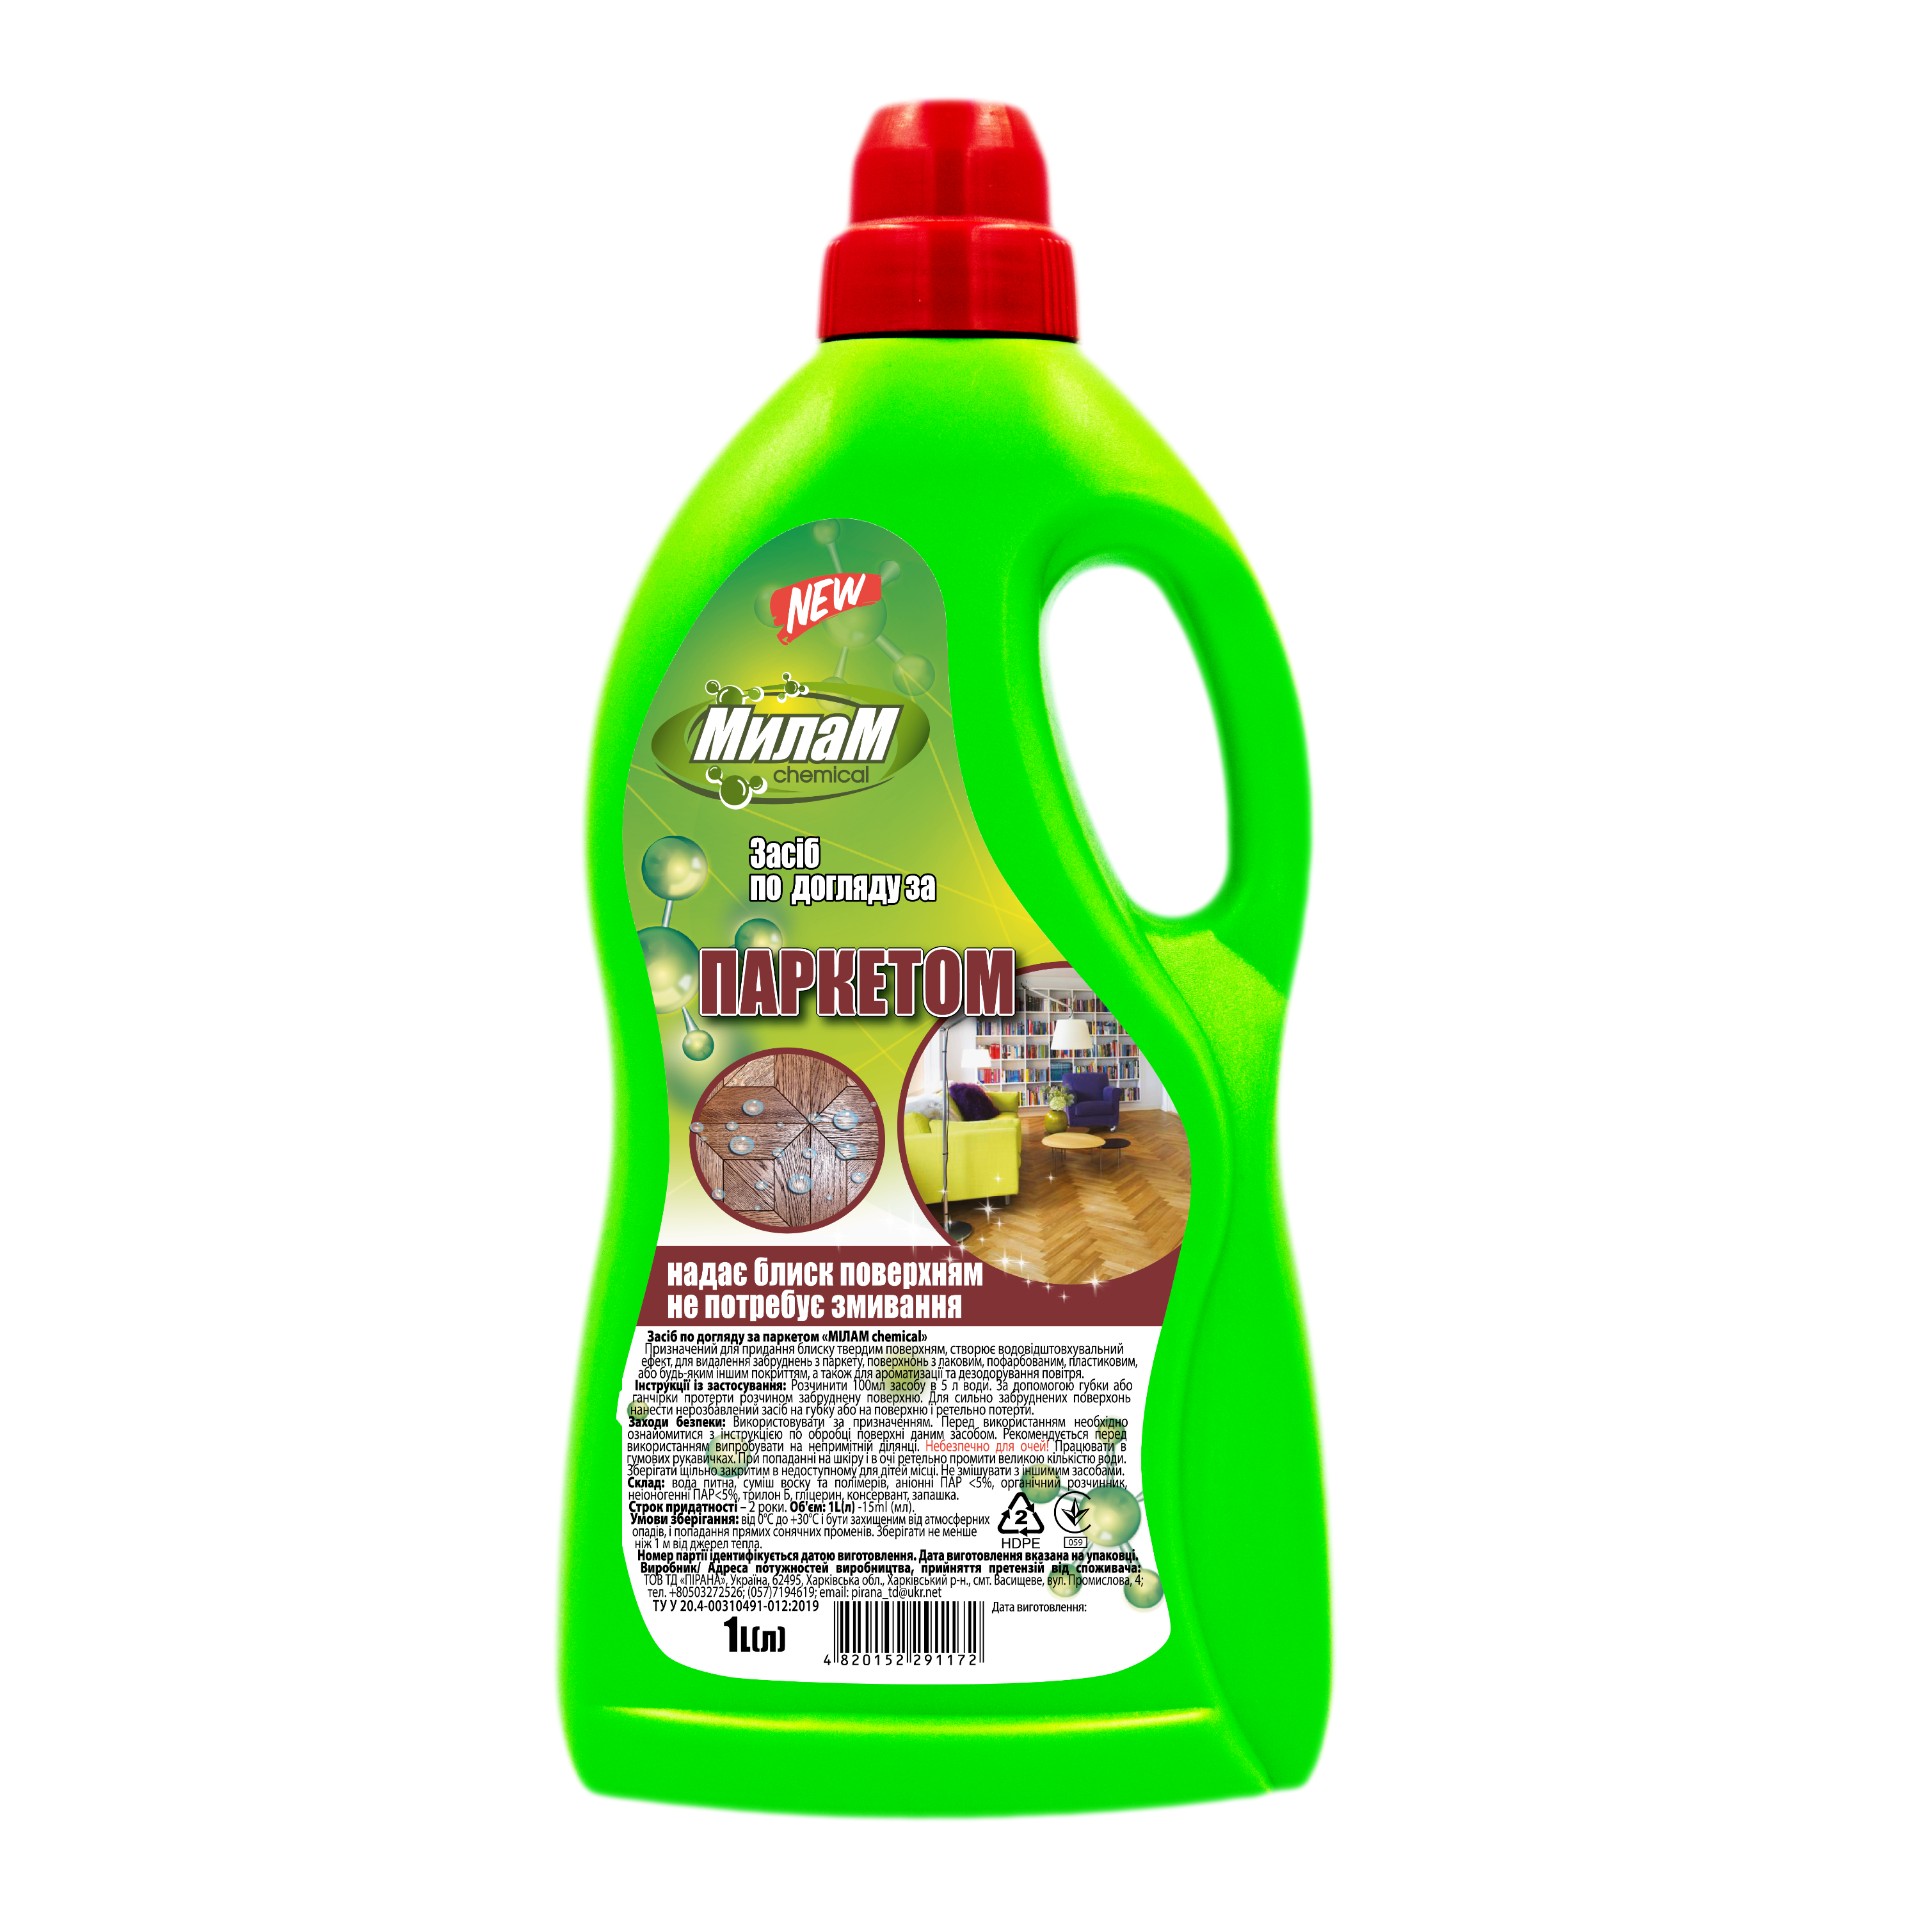 NEW
МилаМ
chemical
Засіб
по догляду за
ПАРКЕТОМ
надає блиск поверхням
не потребує змивання
Засіб по догляду за паркетом «МІЛАМ chemical»
Призначений для придання блиску твердим поверхням, створює водовідштовхувальний
ефект, для видалення забруднень з паркету, поверхонь з лаковим, пофарбованим, пластиковим,
або будь-яким іншим покриттям, а також для ароматизації та дезодорування повітря.
Інструкції із застосування: Розчинити 100мл засобу в 5 л води. За допомогою губки або
ганчірки протерти розчином забруднену поверхню. Для сильно забруднених поверхонь
нанести нерозбавлений засіб на губку або на поверхню і ретельно потерти.
Заходи безпеки: Використовувати за призначенням. Перед використанням необхідно
ознайомитися з інструкцією по обробці поверхні даним засобом. Рекомендується перед
використанням випробувати на непримітній ділянці. Небезпечно для очей! Працювати в
гумових рукавичках. При попаданні на шкіру і в очі ретельно промити великою кількістю води.
Зберігати щільно закритим в недоступному для дітей місці. Не змішувати з іншимим засобами.
Склад: вода питна, суміш воску та полімерів, аніонні ПАР <5%, органічний розчинник,
неіоногенні ПАР<5%, трилон Б, гліцерин, консервант, запашка.
Строк придатності – 2 роки. Об'єм: 1L(л) -15ml (мл).
Умови зберігання: від 0°С до +30°С і бути захищеним від атмосферних
опадів, і попадання прямих сонячних променів. Зберігати не менше
ніж 1 м від джерел тепла.
2
HDPE
059
Номер партії ідентифікується датою виготовлення. Дата виготовлення вказана на упаковці.
Виробник/ Адреса потужностей виробництва, прийняття претензій від споживача:
ТОВ ТД «ПІРАНА», Україна, 62495, Харківська обл., Харківський р-н., смт. Васищеве, вул. Промислова, 4;
тел. +80503272526; (057)7194619; email: pirana_td@ukr.net
ТУ У 20.4-00310491-012:2019
Дата виготовлення:
1L(л)
4 820152 291172